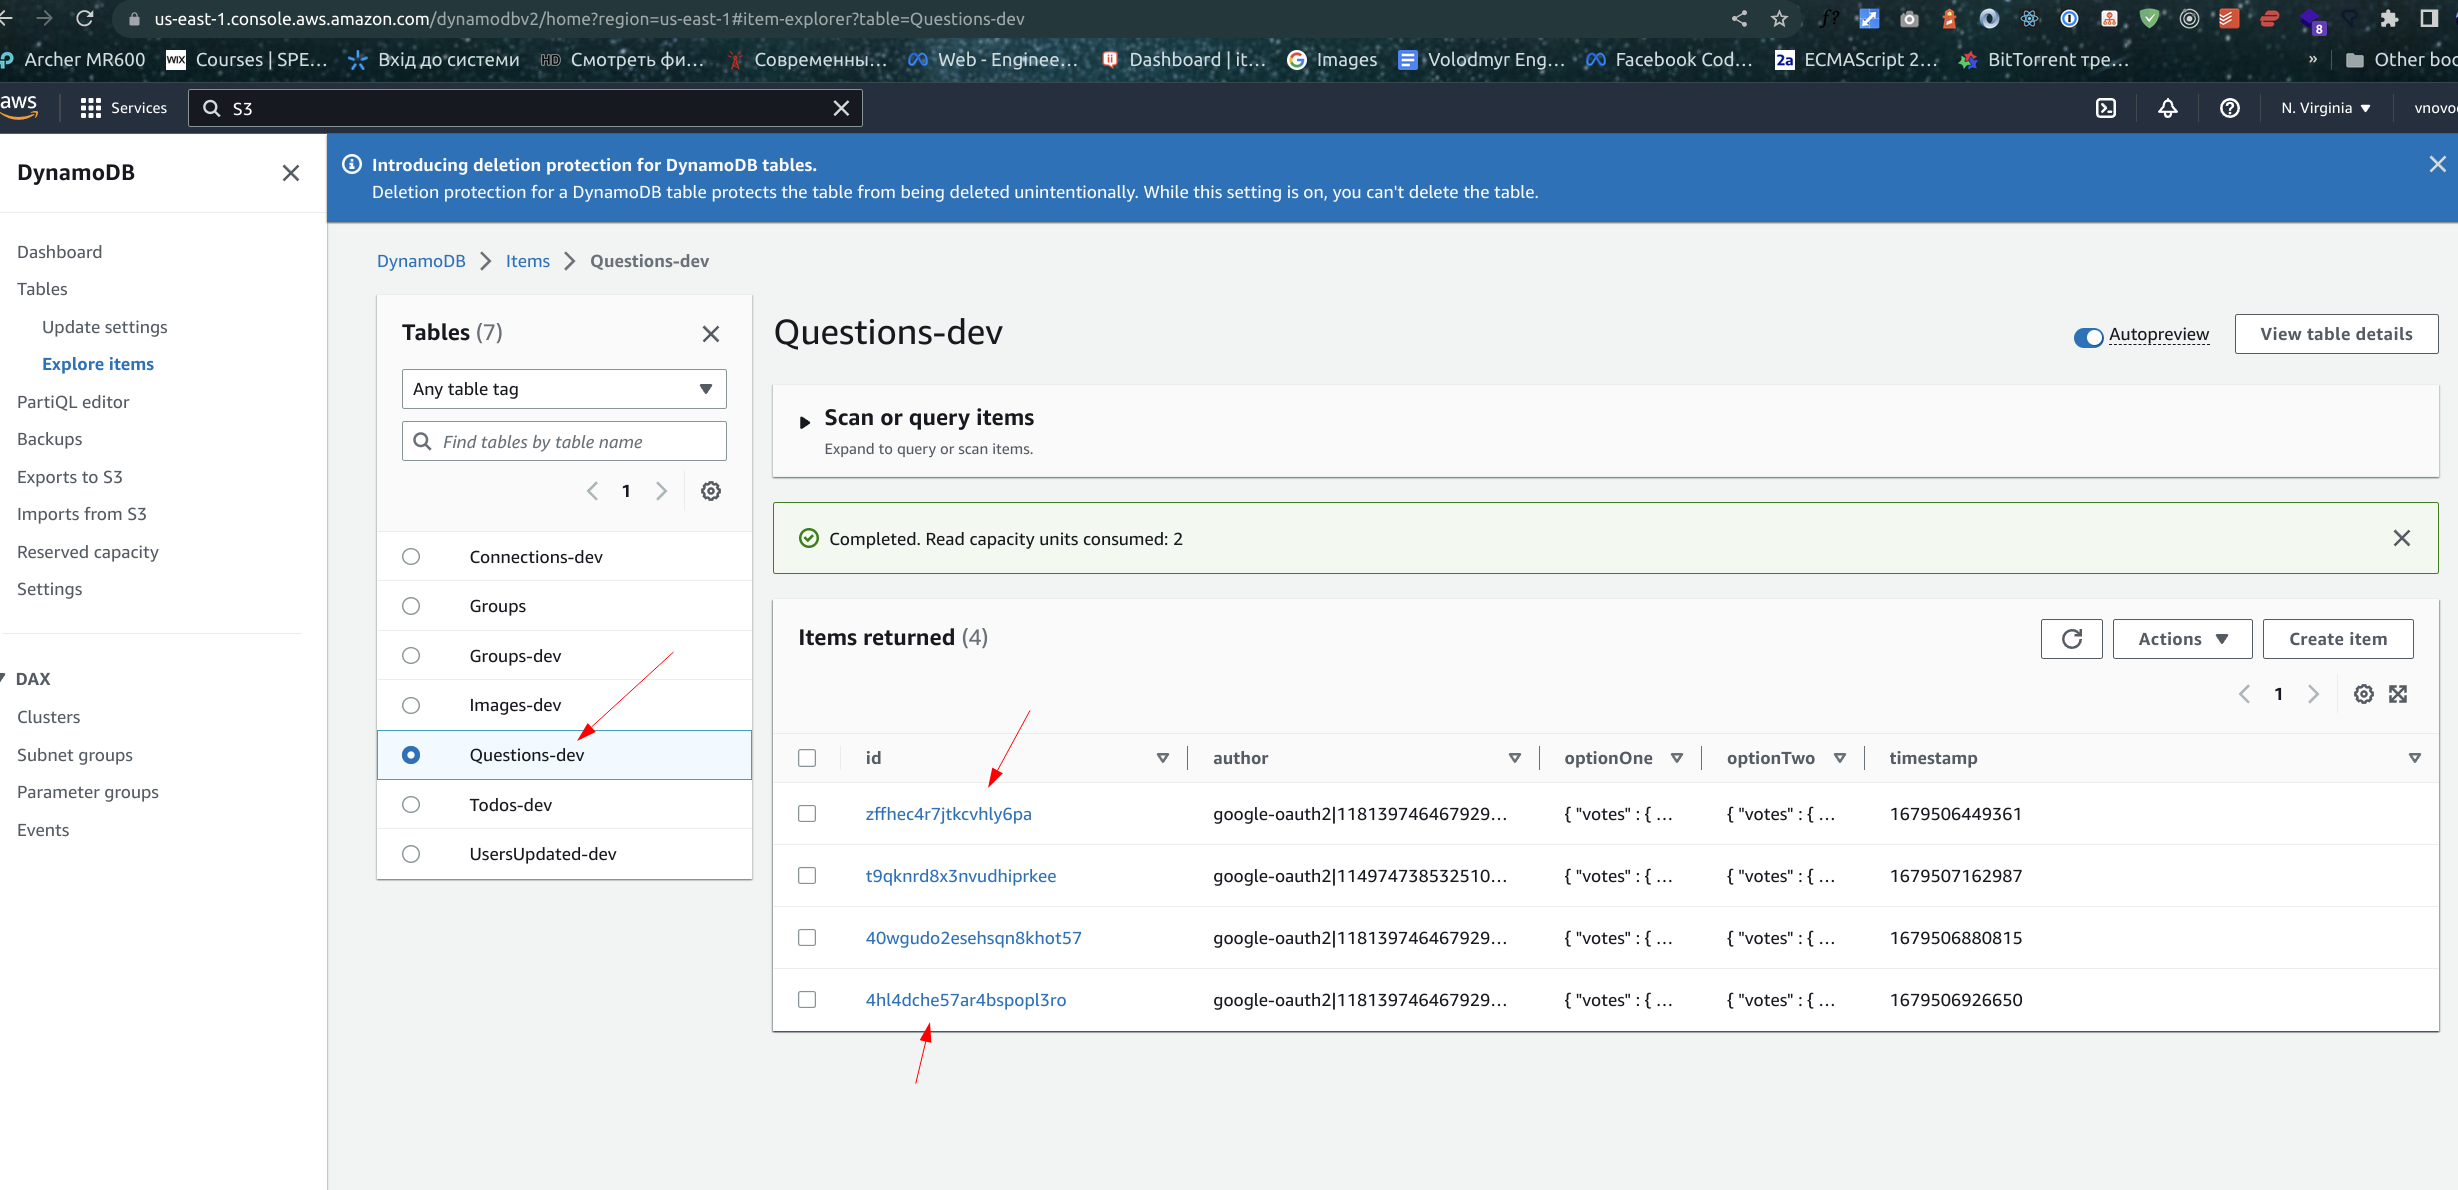 us-east-1.console.aws.amazon.com/dynamodbv2/home?region=us-east-1#item-explorer?table=Questions-dev
f?
8
Archer MR600
WIX Courses | SPE...
Вхід до системи
HD Смотреть фи...
Современны...
Web - Enginee...
Dashboard | it...
Images
Volodmyr Eng...
Facebook Cod...
2a ECMAScript 2...
BitTorrent тре...
»
Other boo
aws
Services
S3
N. Virginia
vnovo
DynamoDB
Introducing deletion protection for DynamoDB tables.
Deletion protection for a DynamoDB table protects the table from being deleted unintentionally. While this setting is on, you can't delete the table.
Dashboard
Tables
Update settings
Explore items
PartiQL editor
Backups
Exports to S3
Imports from S3
Reserved capacity
Settings
DAX
Clusters
Subnet groups
Parameter groups
Events
DynamoDB > Items > Questions-dev
Tables (7)
Any table tag
Find tables by table name
1
Connections-dev
Groups
Groups-dev
Images-dev
Questions-dev
Todos-dev
UsersUpdated-dev
Questions-dev
Autopreview
View table details
Scan or query items
Expand to query or scan items.
Completed. Read capacity units consumed: 2
Items returned (4)
Actions
Create item
1
id author optionOne optionTwo timestamp
zffhec4r7jtkcvhly6pa google-oauth2|118139746467929... { "votes" : { ... { "votes" : { ... 1679506449361
t9qknrd8x3nvudhiprkee google-oauth2|114974738532510... { "votes" : { ... { "votes" : { ... 1679507162987
40wgudo2esehsqn8khot57 google-oauth2|118139746467929... { "votes" : { ... { "votes" : { ... 1679506880815
4hl4dche57ar4bspopl3ro google-oauth2|118139746467929... { "votes" : { ... { "votes" : { ... 1679506926650